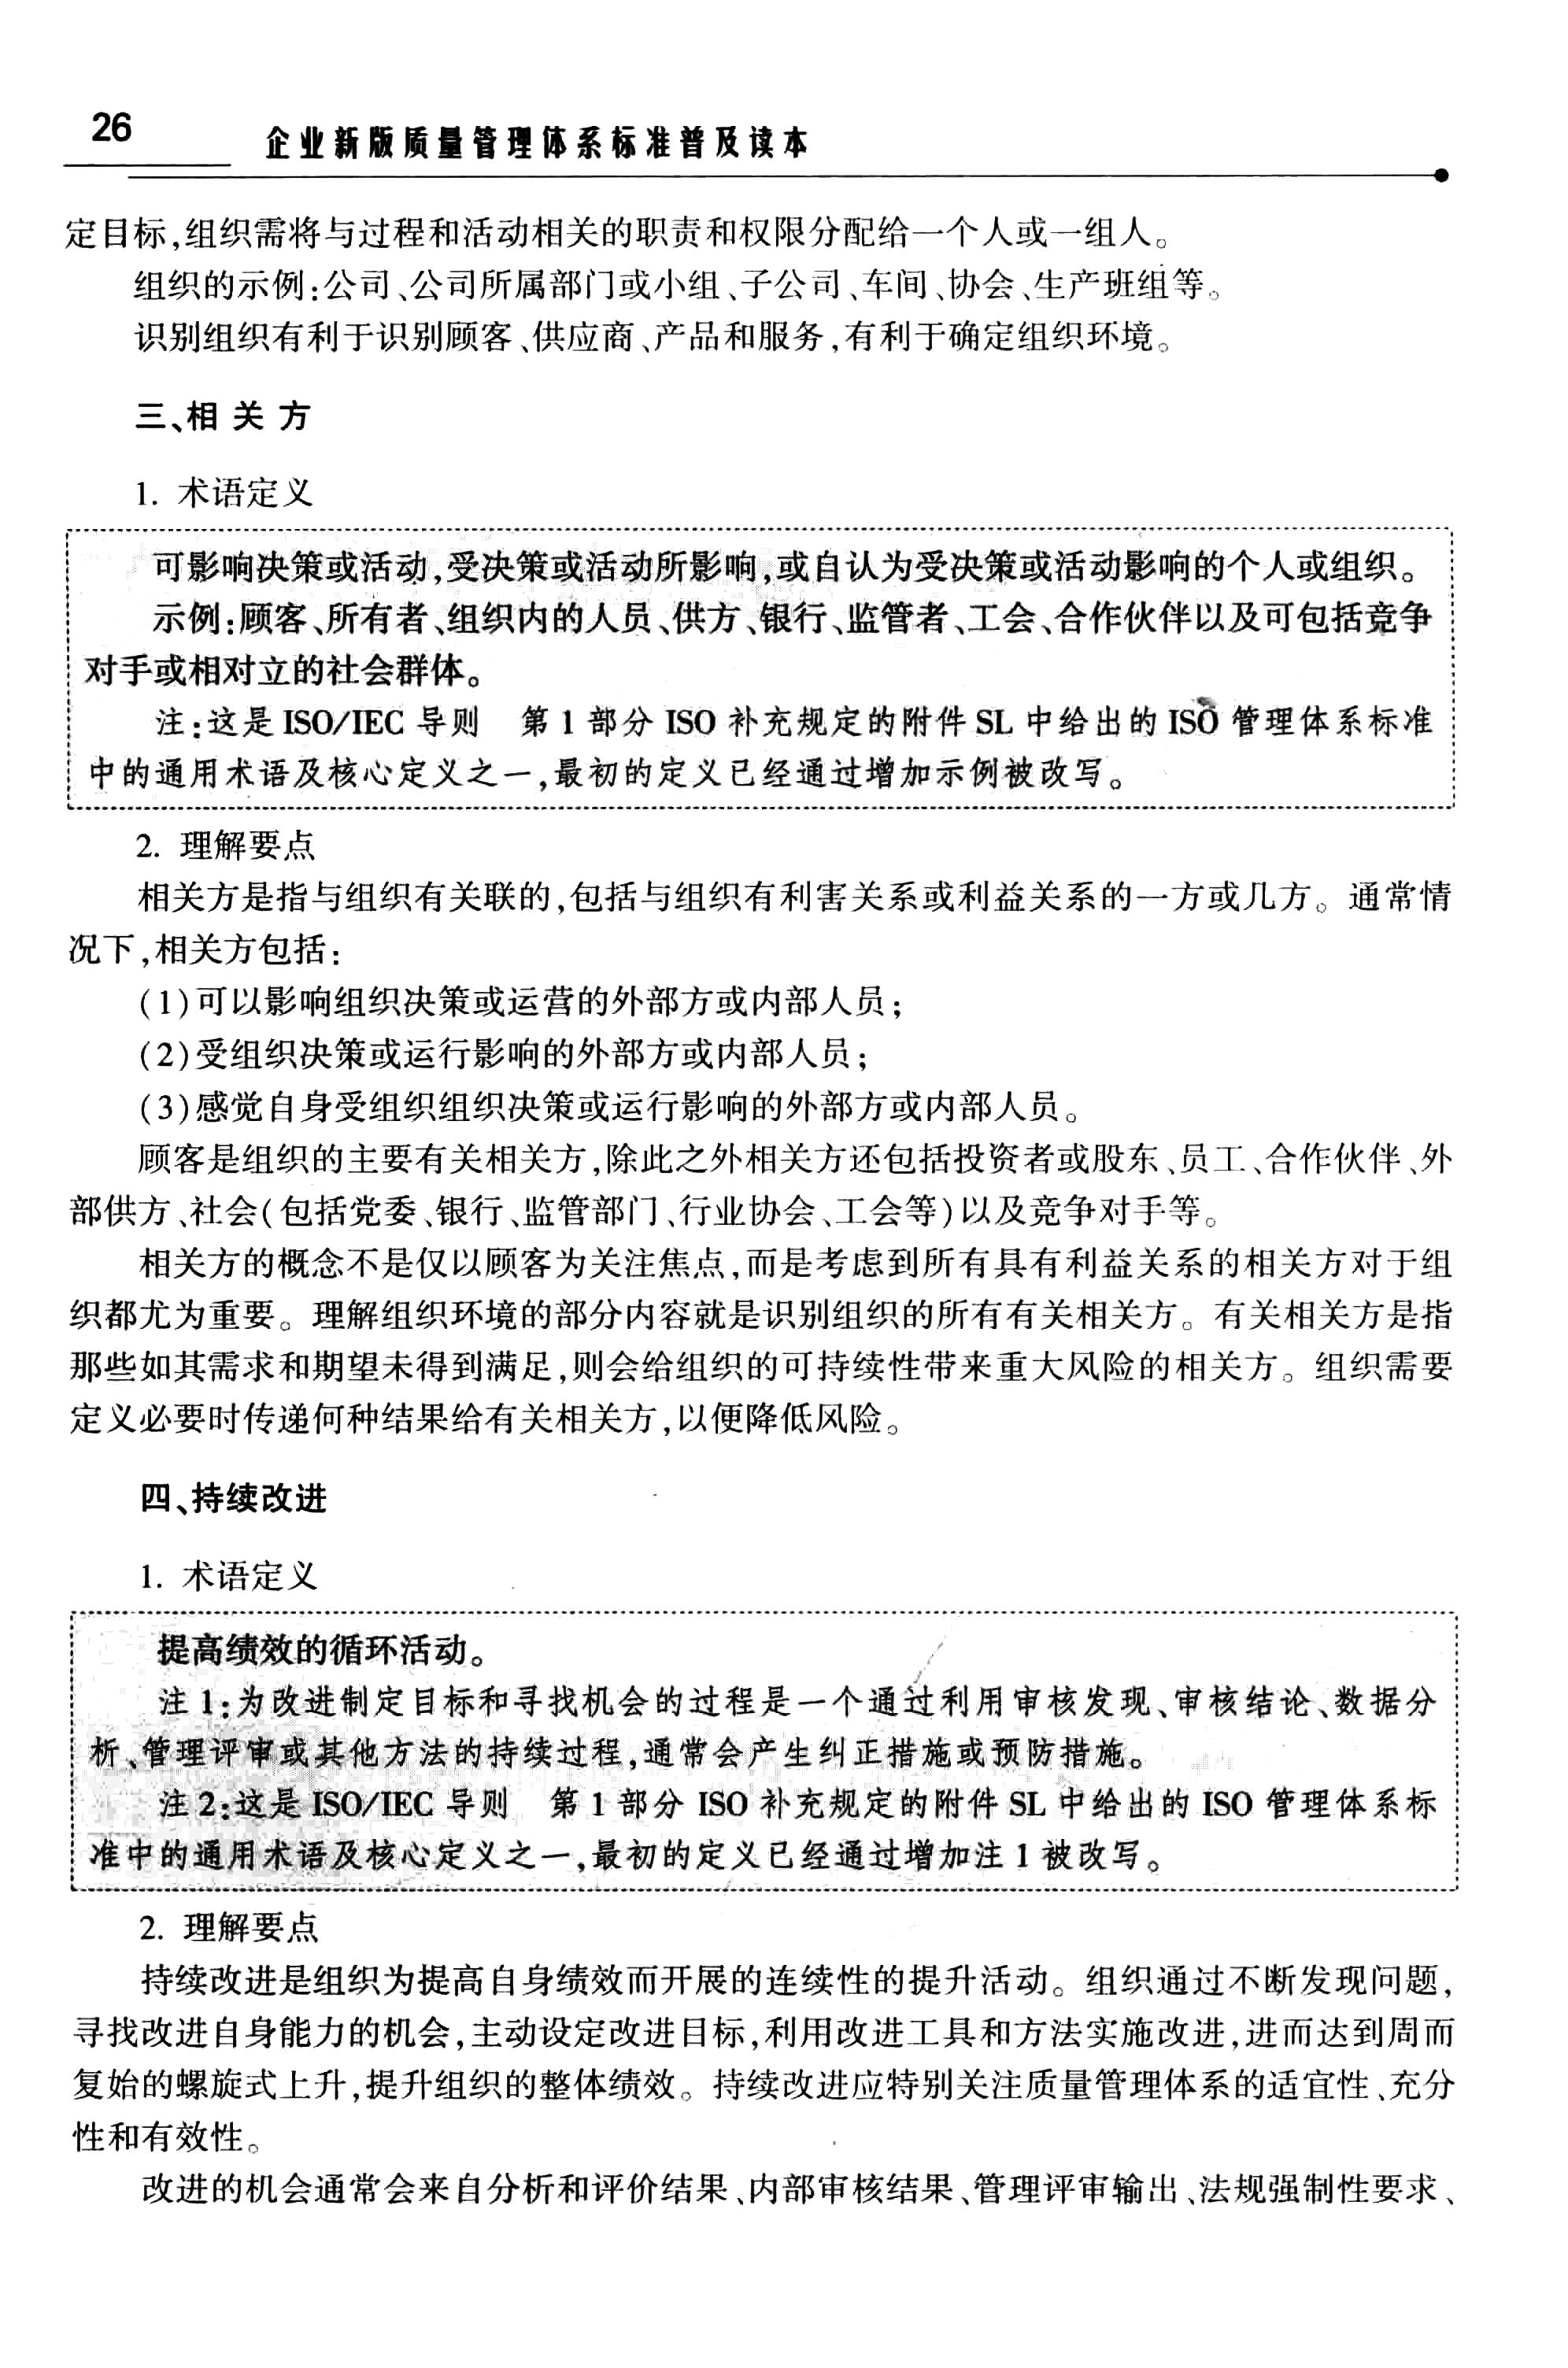 26
企业新版质量管理体系标准普及读本
定目标,组织需将与过程和活动相关的职责和权限分配给一个人或一组人。
组织的示例:公司、公司所属部门或小组、子公司、车间、协会、生产班组等。
识别组织有利于识别顾客、供应商、产品和服务,有利于确定组织环境。
三、相关方
1. 术语定义
可影响决策或活动,受决策或活动所影响,或自认为受决策或活动影响的个人或组织。
示例:顾客、所有者、组织内的人员、供方、银行、监管者、工会、合作伙伴以及可包括竞争
对手或相对立的社会群体。
注:这是 ISO/IEC 导则　第 1 部分 ISO 补充规定的附件 SL 中给出的 ISO 管理体系标准
中的通用术语及核心定义之一,最初的定义已经通过增加示例被改写。
2. 理解要点
相关方是指与组织有关联的,包括与组织有利害关系或利益关系的一方或几方。通常情
况下,相关方包括:
(1)可以影响组织决策或运营的外部方或内部人员;
(2)受组织决策或运行影响的外部方或内部人员;
(3)感觉自身受组织组织决策或运行影响的外部方或内部人员。
顾客是组织的主要有关相关方,除此之外相关方还包括投资者或股东、员工、合作伙伴、外
部供方、社会(包括党委、银行、监管部门、行业协会、工会等)以及竞争对手等。
相关方的概念不是仅以顾客为关注焦点,而是考虑到所有具有利益关系的相关方对于组
织都尤为重要。理解组织环境的部分内容就是识别组织的所有有关相关方。有关相关方是指
那些如其需求和期望未得到满足,则会给组织的可持续性带来重大风险的相关方。组织需要
定义必要时传递何种结果给有关相关方,以便降低风险。
四、持续改进
1. 术语定义
提高绩效的循环活动。
注 1:为改进制定目标和寻找机会的过程是一个通过利用审核发现、审核结论、数据分
析、管理评审或其他方法的持续过程,通常会产生纠正措施或预防措施。
注 2:这是 ISO/IEC 导则　第 1 部分 ISO 补充规定的附件 SL 中给出的 ISO 管理体系标
准中的通用术语及核心定义之一,最初的定义已经通过增加注 1 被改写。
2. 理解要点
持续改进是组织为提高自身绩效而开展的连续性的提升活动。组织通过不断发现问题,
寻找改进自身能力的机会,主动设定改进目标,利用改进工具和方法实施改进,进而达到周而
复始的螺旋式上升,提升组织的整体绩效。持续改进应特别关注质量管理体系的适宜性、充分
性和有效性。
改进的机会通常会来自分析和评价结果、内部审核结果、管理评审输出、法规强制性要求、